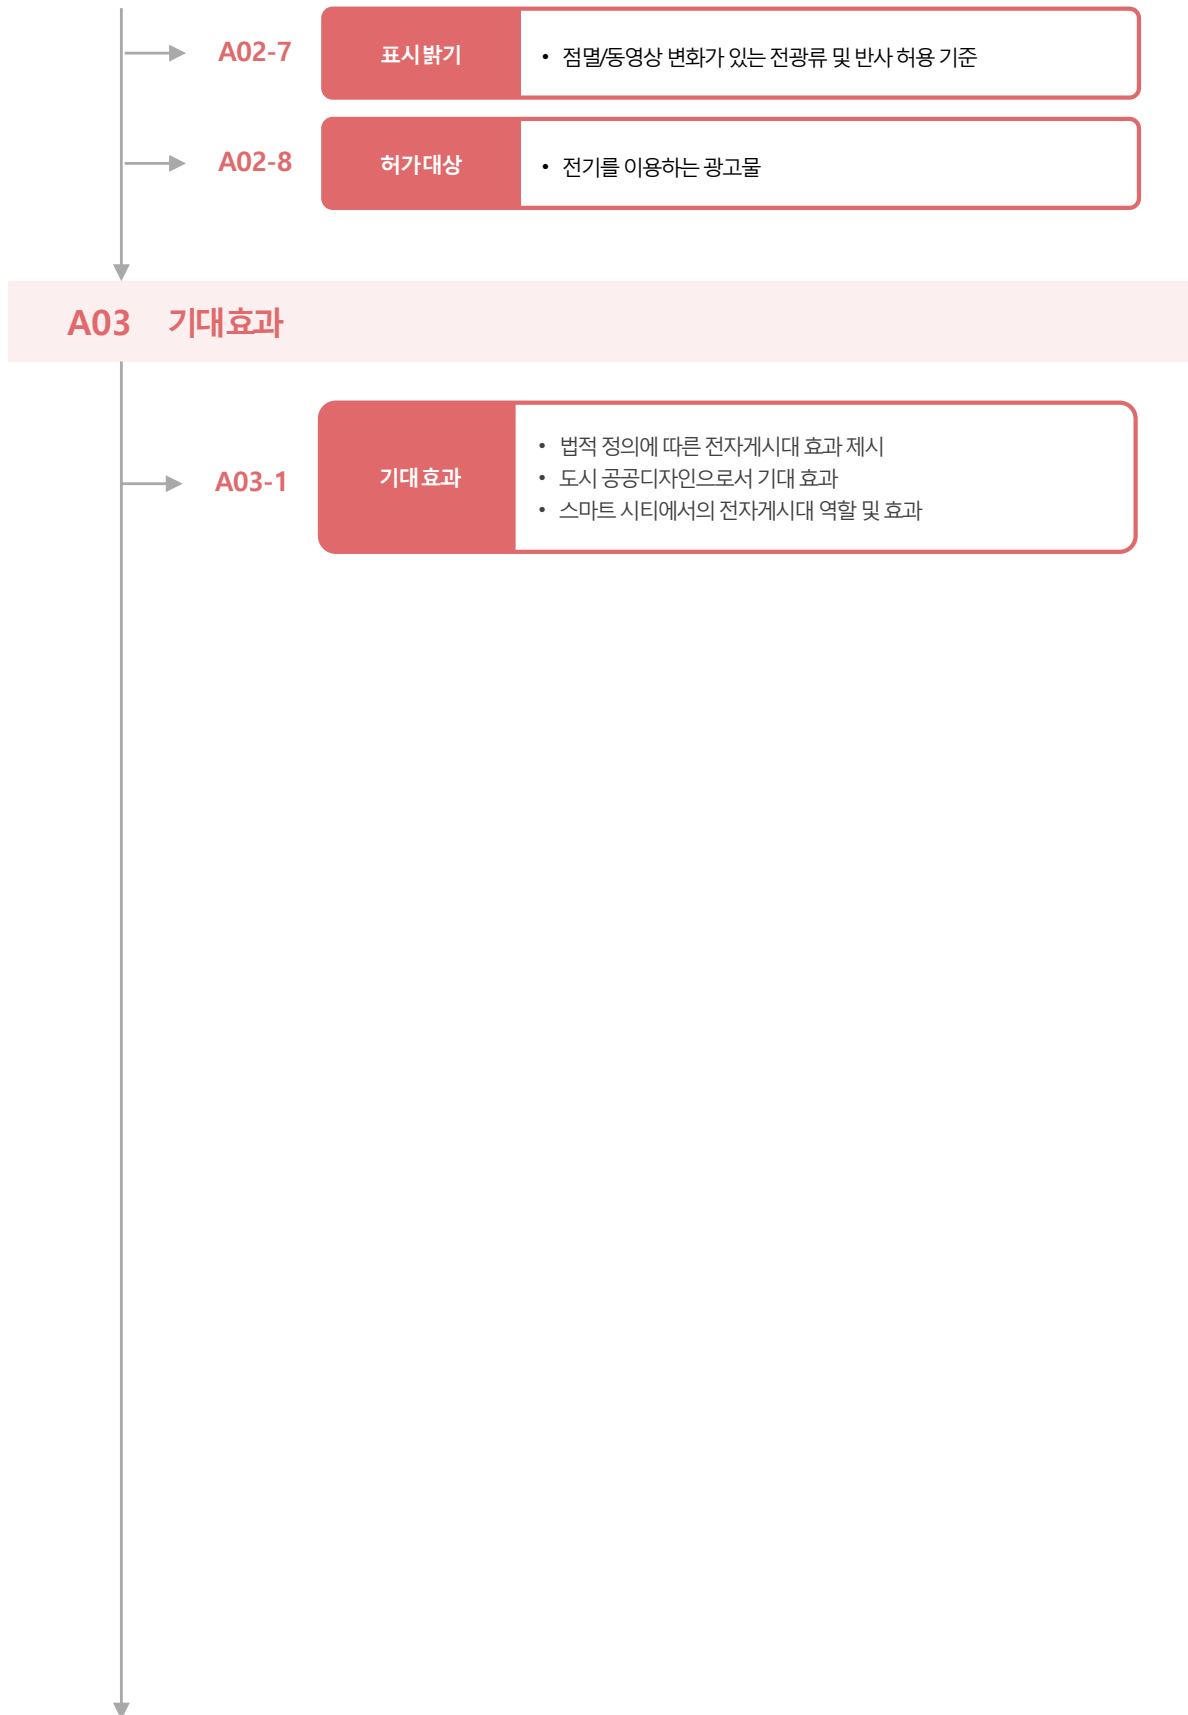 A02-7 표시밝기 • 점멸/동영상 변화가 있는 전광류 및 반사 허용 기준
A02-8 허가대상 • 전기를 이용하는 광고물
A03 기대효과
A03-1 기대효과
• 법적 정의에 따른 전자게시대 효과 제시
• 도시 공공디자인으로서 기대 효과
• 스마트 시티에서의 전자게시대 역할 및 효과